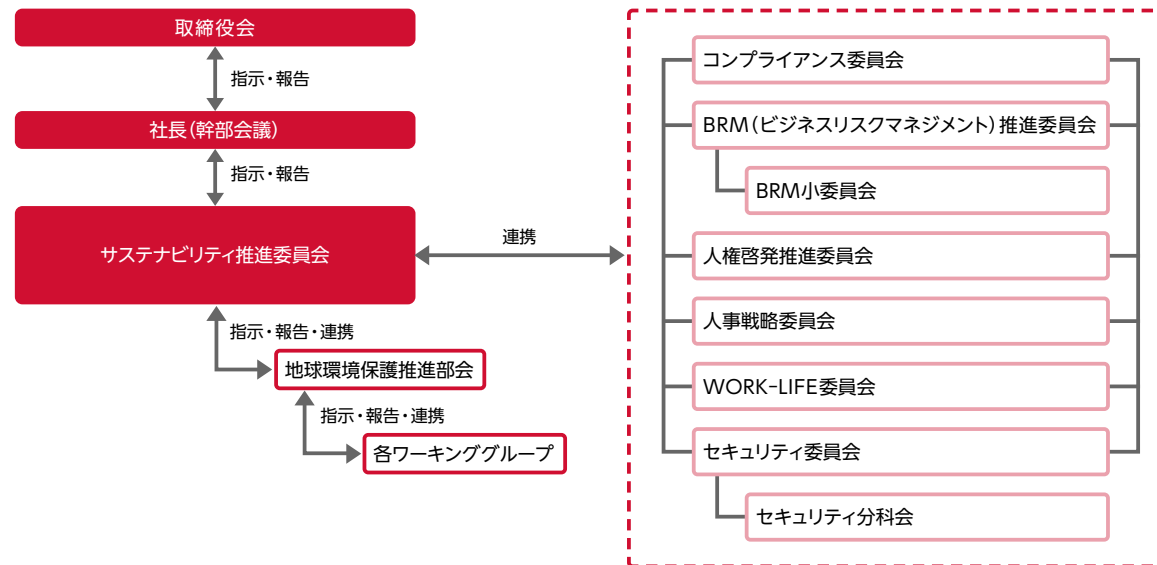 取締役会
指示・報告
社長(幹部会議)
指示・報告
サステナビリティ推進委員会
連携
指示・報告・連携
地球環境保護推進部会
指示・報告・連携
各ワーキンググループ
コンプライアンス委員会
BRM(ビジネスリスクマネジメント)推進委員会
BRM小委員会
人権啓発推進委員会
人事戦略委員会
WORK-LIFE委員会
セキュリティ委員会
セキュリティ分科会